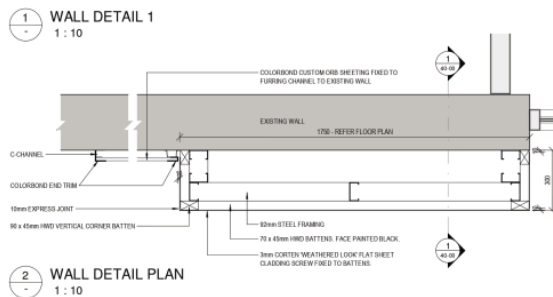 1
-
WALL DETAIL 1
1 : 10
COLORBOND CUSTOM ORB SHEETING FIXED TO
FURRING CHANNEL TO EXISTING WALL
1
40-08
EXISTING WALL
1750 - REFER FLOOR PLAN
C-CHANNEL
COLORBOND END TRIM
300
10mm EXPRESS JOINT
90 x 45mm HWD VERTICAL CORNER BATTEN
92mm STEEL FRAMING
70 x 45mm HWD BATTENS. FACE PAINTED BLACK.
3mm CORTEN 'WEATHERED LOOK' FLAT SHEET
CLADDING SCREW FIXED TO BATTENS.
1
40-08
2
-
WALL DETAIL PLAN
1 : 10